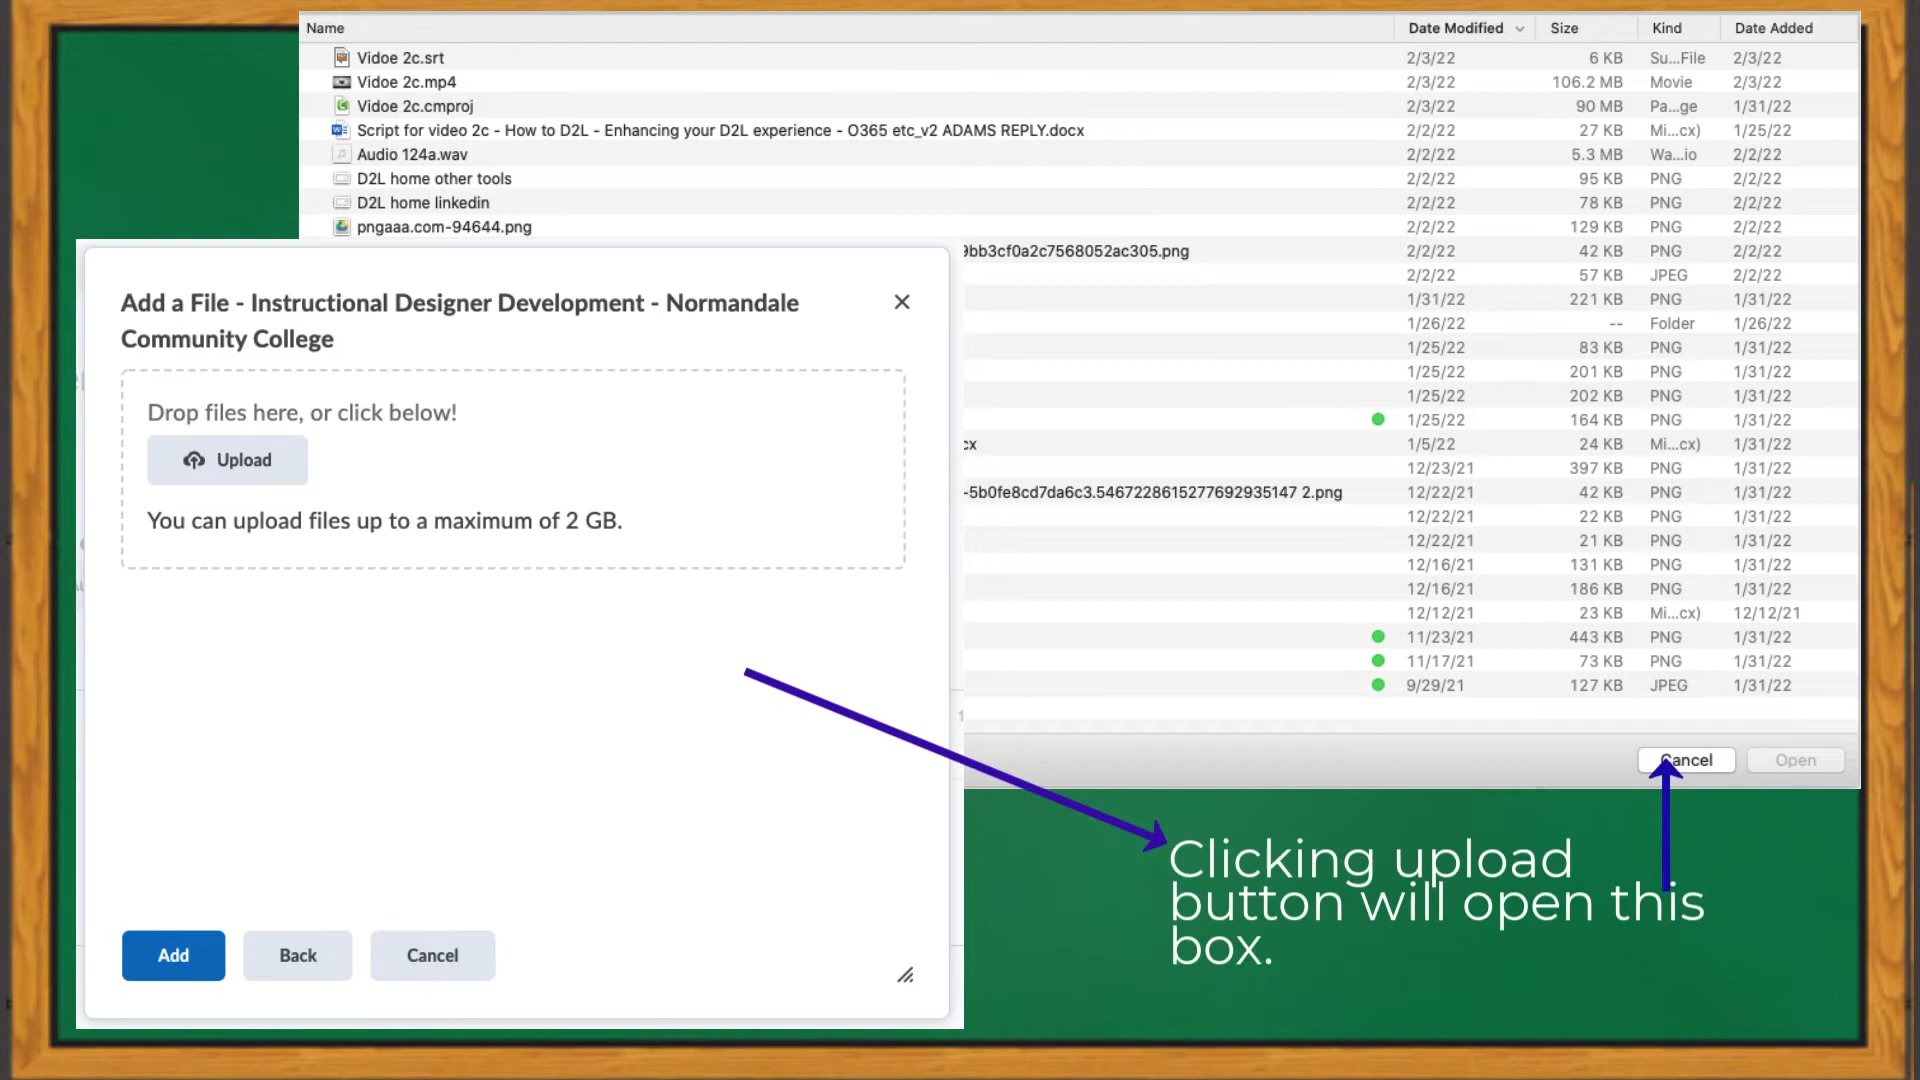 Name Date Modified Size Kind Date Added
Vidoe 2c.srt 2/3/22 6 KB Su...File 2/3/22
Vidoe 2c.mp4 2/3/22 106.2 MB Movie 2/3/22
Vidoe 2c.cmproj 2/3/22 90 MB Pa...ge 1/31/22
Script for video 2c - How to D2L - Enhancing your D2L experience - O365 etc_v2 ADAMS REPLY.docx 2/2/22 27 KB Mi...cx) 1/25/22
Audio 124a.wav 2/2/22 5.3 MB Wa...io 2/2/22
D2L home other tools 2/2/22 95 KB PNG 2/2/22
D2L home linkedin 2/2/22 78 KB PNG 2/2/22
pngaaa.com-94644.png 2/2/22 129 KB PNG 2/2/22
9bb3cf0a2c7568052ac305.png 2/2/22 42 KB PNG 2/2/22
2/2/22 57 KB JPEG 2/2/22
1/31/22 221 KB PNG 1/31/22
1/26/22 -- Folder 1/26/22
1/25/22 83 KB PNG 1/31/22
1/25/22 201 KB PNG 1/31/22
1/25/22 202 KB PNG 1/31/22
1/25/22 164 KB PNG 1/31/22
cx 1/5/22 24 KB Mi...cx) 1/31/22
12/23/21 397 KB PNG 1/31/22
-5b0fe8cd7da6c3.5467228615277692935147 2.png 12/22/21 42 KB PNG 1/31/22
12/22/21 22 KB PNG 1/31/22
12/22/21 21 KB PNG 1/31/22
12/16/21 131 KB PNG 1/31/22
12/16/21 186 KB PNG 1/31/22
12/12/21 23 KB Mi...cx) 12/12/21
11/23/21 443 KB PNG 1/31/22
11/17/21 73 KB PNG 1/31/22
9/29/21 127 KB JPEG 1/31/22
Cancel Open
Add a File - Instructional Designer Development - Normandale
Community College
Drop files here, or click below!
Upload
You can upload files up to a maximum of 2 GB.
Add Back Cancel
Clicking upload
button will open this
box.